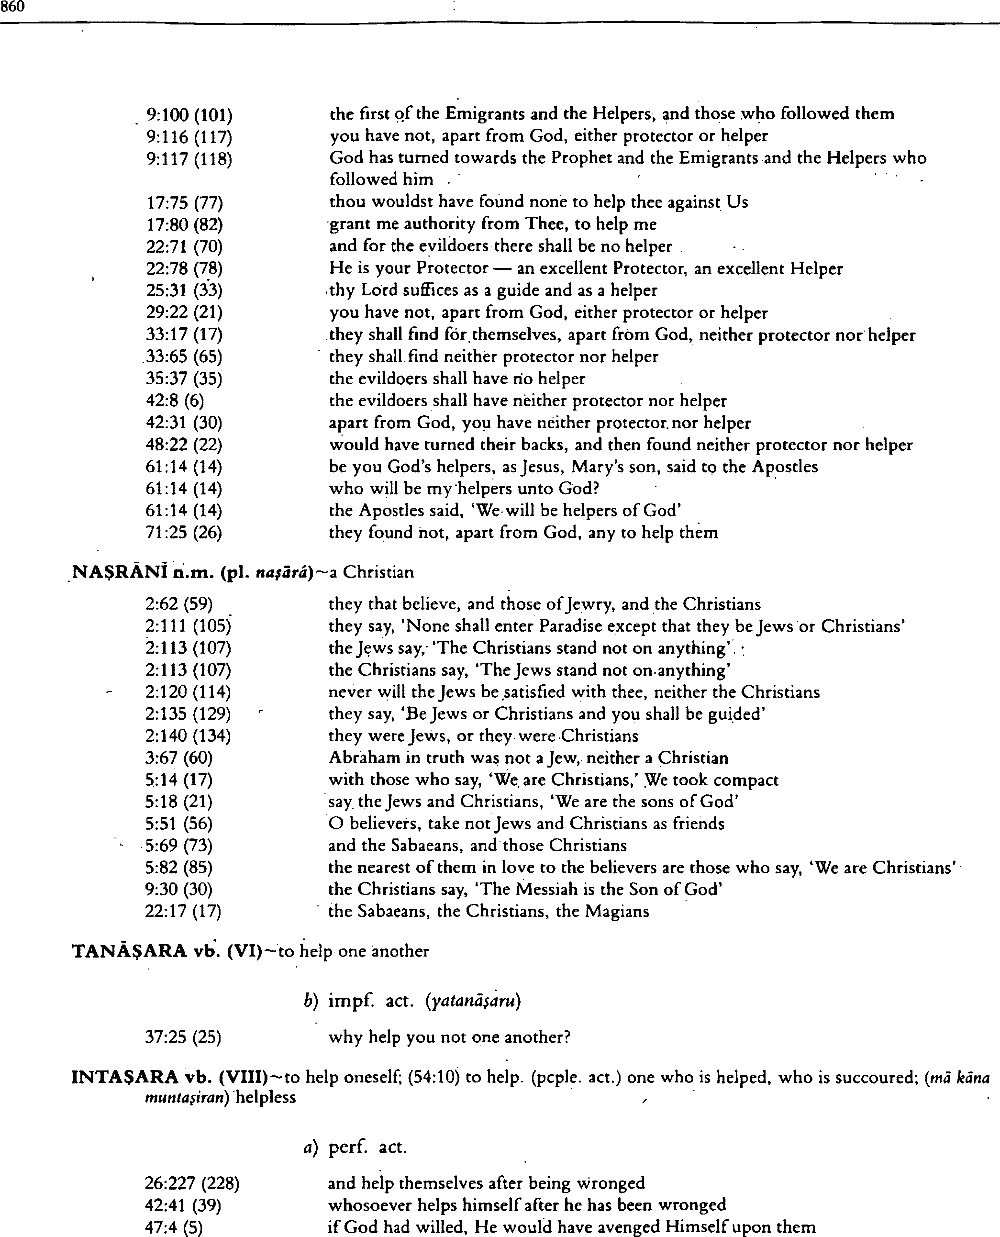 860
9:100 (101) the first of the Emigrants and the Helpers, and those who followed them
9:116 (117) you have not, apart from God, either protector or helper
9:117 (118) God has turned towards the Prophet and the Emigrants and the Helpers who
followed him
17:75 (77) thou wouldst have found none to help thee against Us
17:80 (82) grant me authority from Thee, to help me
22:71 (70) and for the evildoers there shall be no helper
22:78 (78) He is your Protector — an excellent Protector, an excellent Helper
25:31 (33) thy Lord suffices as a guide and as a helper
29:22 (21) you have not, apart from God, either protector or helper
33:17 (17) they shall find for themselves, apart from God, neither protector nor helper
33:65 (65) they shall find neither protector nor helper
35:37 (35) the evildoers shall have no helper
42:8 (6) the evildoers shall have neither protector nor helper
42:31 (30) apart from God, you have neither protector nor helper
48:22 (22) would have turned their backs, and then found neither protector nor helper
61:14 (14) be you God's helpers, as Jesus, Mary's son, said to the Apostles
61:14 (14) who will be my helpers unto God?
61:14 (14) the Apostles said, 'We will be helpers of God'
71:25 (26) they found not, apart from God, any to help them
NAṢRĀNĪ n.m. (pl. naṣārá)~a Christian
2:62 (59) they that believe, and those of Jewry, and the Christians
2:111 (105) they say, 'None shall enter Paradise except that they be Jews or Christians'
2:113 (107) the Jews say, 'The Christians stand not on anything'
2:113 (107) the Christians say, 'The Jews stand not on anything'
2:120 (114) never will the Jews be satisfied with thee, neither the Christians
2:135 (129) they say, 'Be Jews or Christians and you shall be guided'
2:140 (134) they were Jews, or they were Christians
3:67 (60) Abraham in truth was not a Jew, neither a Christian
5:14 (17) with those who say, 'We are Christians,' We took compact
5:18 (21) say the Jews and Christians, 'We are the sons of God'
5:51 (56) O believers, take not Jews and Christians as friends
5:69 (73) and the Sabaeans, and those Christians
5:82 (85) the nearest of them in love to the believers are those who say, 'We are Christians'
9:30 (30) the Christians say, 'The Messiah is the Son of God'
22:17 (17) the Sabaeans, the Christians, the Magians
TANĀṢARA vb. (VI)~to help one another
b) impf. act. (yatanāṣaru)
37:25 (25) why help you not one another?
INTAṢARA vb. (VIII)~to help oneself; (54:10) to help. (pcple. act.) one who is helped, who is succoured; (mā kāna
muntaṣiran) helpless
a) perf. act.
26:227 (228) and help themselves after being wronged
42:41 (39) whosoever helps himself after he has been wronged
47:4 (5) if God had willed, He would have avenged Himself upon them